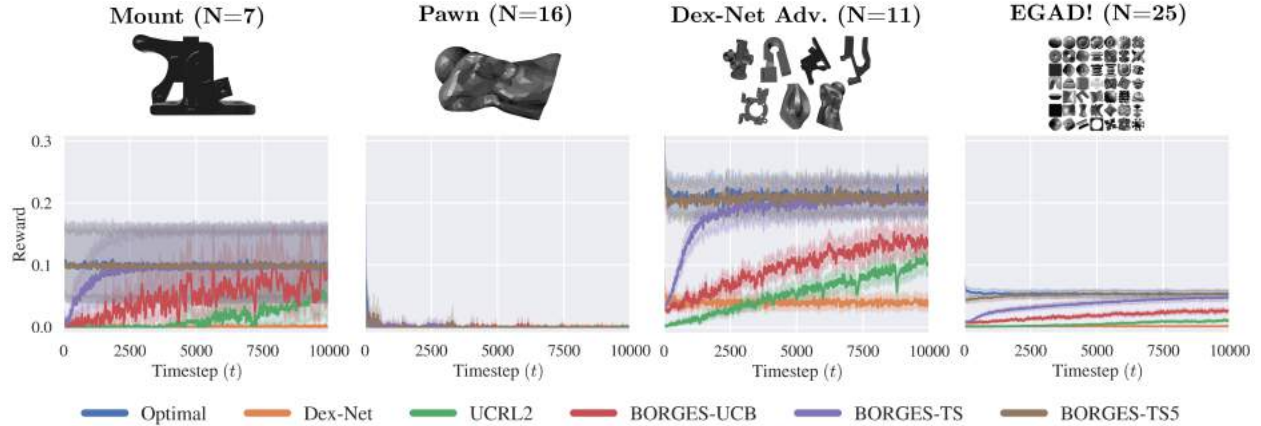 Mount (N=7) Pawn (N=16) Dex-Net Adv. (N=11) EGAD! (N=25)
0.3
0.2
0.1
0.0
Reward
0 2500 5000 7500 10000 0 2500 5000 7500 10000 0 2500 5000 7500 10000 0 2500 5000 7500 10000
Timestep (t) Timestep (t) Timestep (t) Timestep (t)
Optimal Dex-Net UCRL2 BORGES-UCB BORGES-TS BORGES-TS5